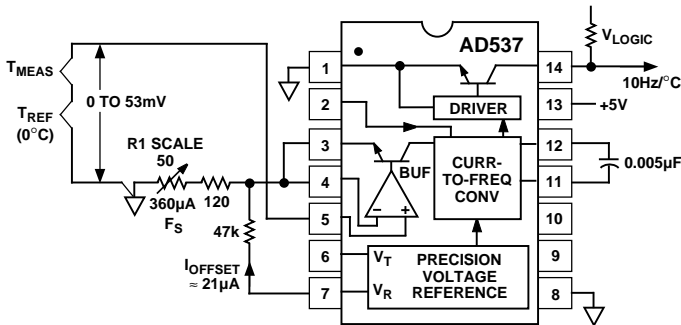 AD537
T_MEAS
T_REF
(0°C)
0 TO 53mV
R1 SCALE
50
360µA
F_S
120
47k
I_OFFSET
≈ 21µA
1
2
3
4
5
6
7
14
13
12
11
10
9
8
DRIVER
BUF
CURR-
TO-FREQ
CONV
–
+
V_T
V_R
PRECISION
VOLTAGE
REFERENCE
V_LOGIC
10Hz/°C
+5V
0.005µF